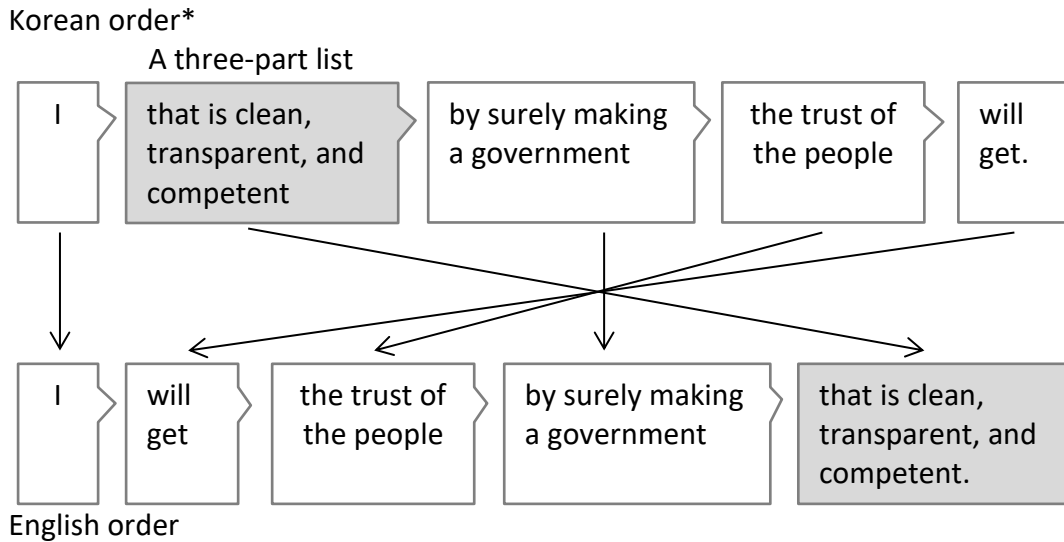 Korean order*
A three-part list
I
that is clean,
transparent, and
competent
by surely making
a government
the trust of
the people
will
get.
I
will
get
the trust of
the people
by surely making
a government
that is clean,
transparent, and
competent.
English order